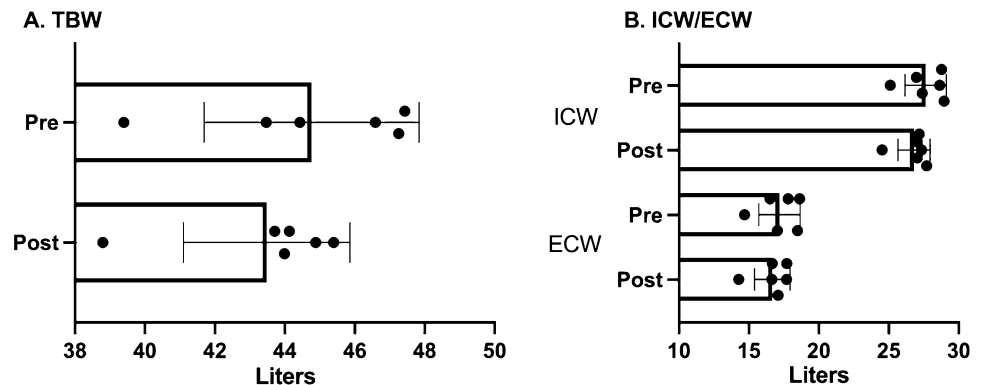 A. TBW
Pre
Post
38 40 42 44 46 48 50
Liters
B. ICW/ECW
Pre
ICW
Post
Pre
ECW
Post
10 15 20 25 30
Liters